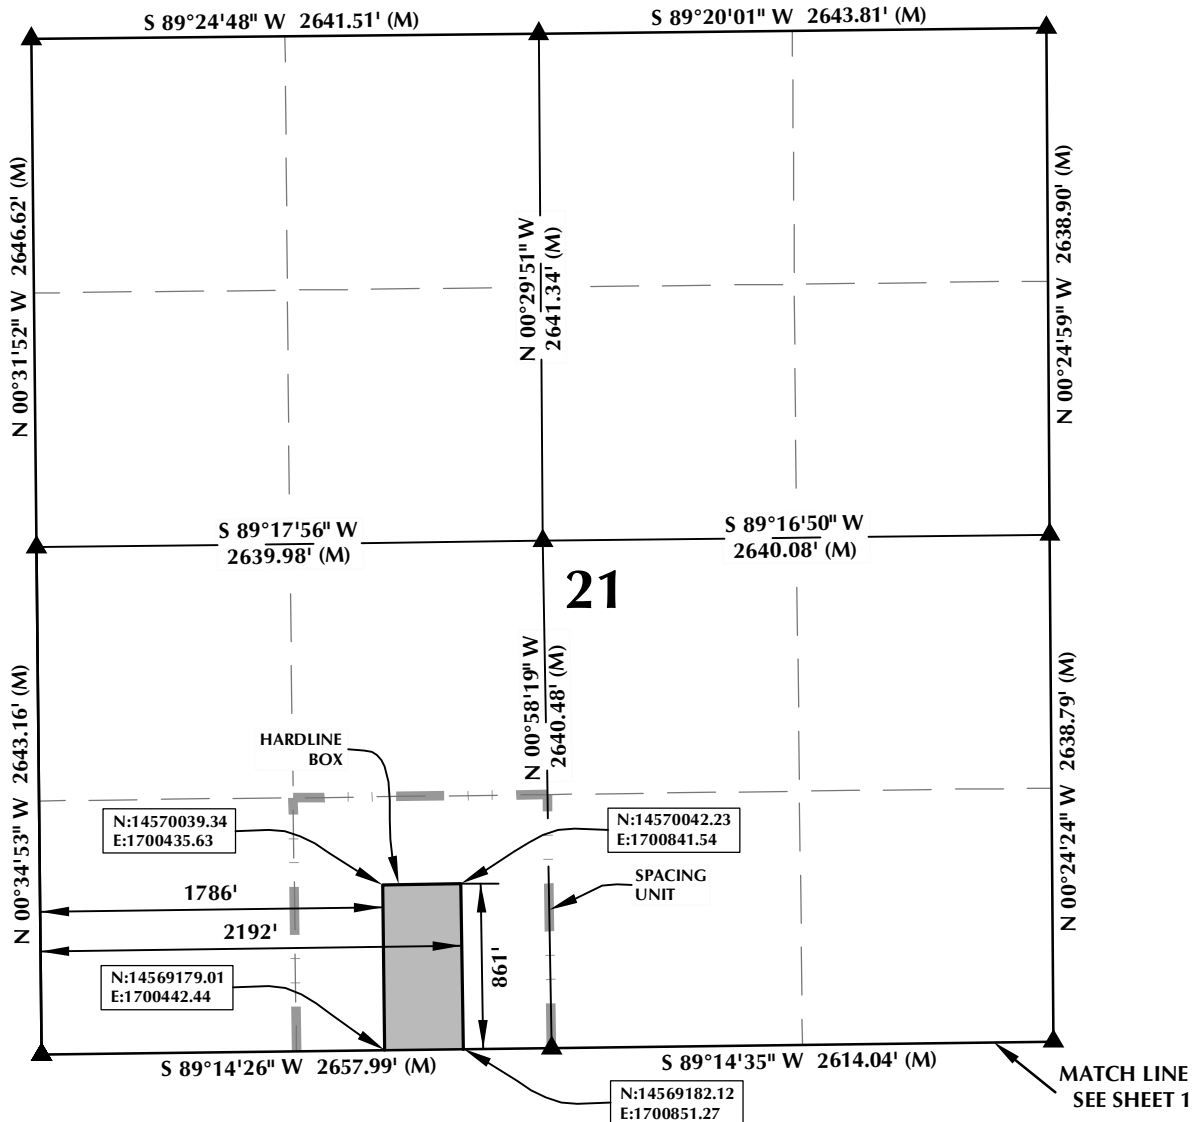 S 89°24'48" W 2641.51' (M)
S 89°20'01" W 2643.81' (M)
N 00°31'52" W 2646.62' (M)
N 00°29'51" W
2641.34' (M)
N 00°24'59" W 2638.90' (M)
S 89°17'56" W
2639.98' (M)
S 89°16'50" W
2640.08' (M)
21
N 00°34'53" W 2643.16' (M)
N 00°58'19" W
2640.48' (M)
N 00°24'24" W 2638.79' (M)
HARDLINE
BOX
N:14570039.34
E:1700435.63
N:14570042.23
E:1700841.54
SPACING
UNIT
1786'
2192'
861'
N:14569179.01
E:1700442.44
S 89°14'26" W 2657.99' (M)
S 89°14'35" W 2614.04' (M)
N:14569182.12
E:1700851.27
MATCH LINE
SEE SHEET 1